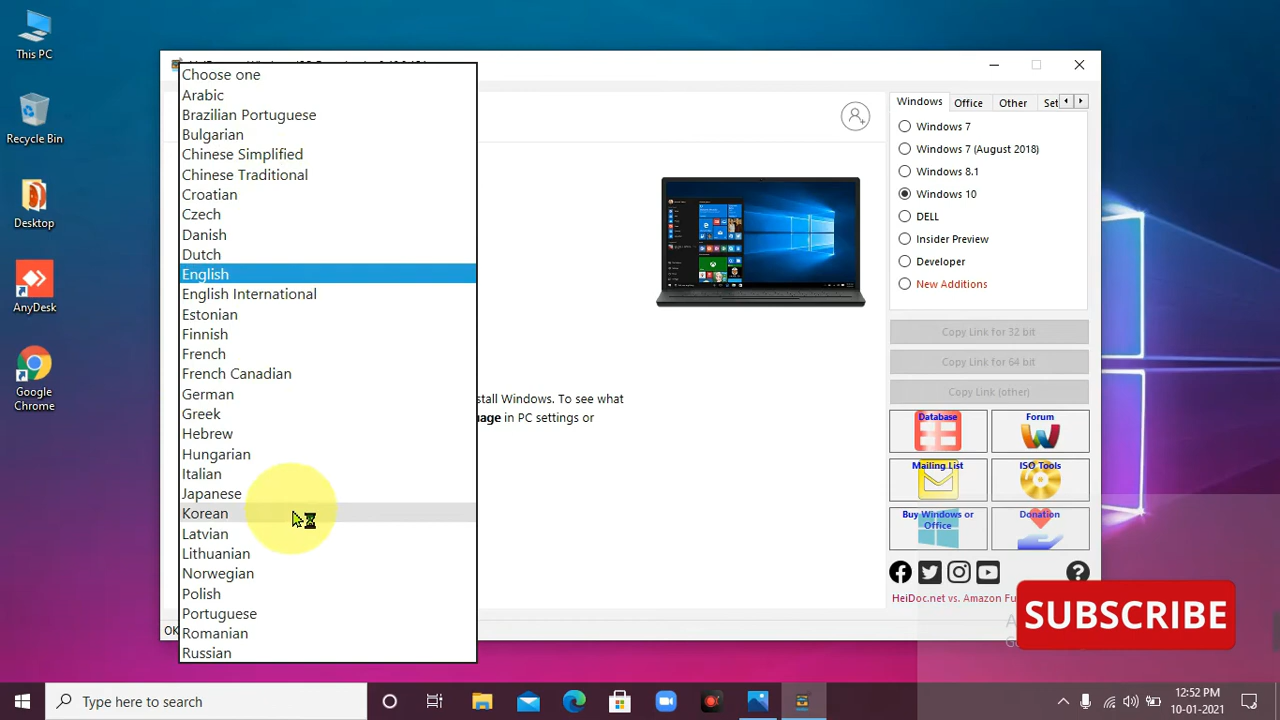 This PC
Recycle Bin
Desktop
AnyDesk
Google
Chrome
Choose one
Arabic
Brazilian Portuguese
Bulgarian
Chinese Simplified
Chinese Traditional
Croatian
Czech
Danish
Dutch
English
English International
Estonian
Finnish
French
French Canadian
German
Greek
Hebrew
Hungarian
Italian
Japanese
Korean
Latvian
Lithuanian
Norwegian
Polish
Portuguese
Romanian
Russian
stall Windows. To see what
uage in PC settings or
OK
Windows Office Other Set
Windows 7
Windows 7 (August 2018)
Windows 8.1
Windows 10
DELL
Insider Preview
Developer
New Additions
Copy Link for 32 bit
Copy Link for 64 bit
Copy Link (other)
Database
Forum
Mailing List
ISO Tools
Buy Windows or
Office
Donation
HeiDoc.net vs. Amazon Fu
SUBSCRIBE
Type here to search
12:52 PM
10-01-2021